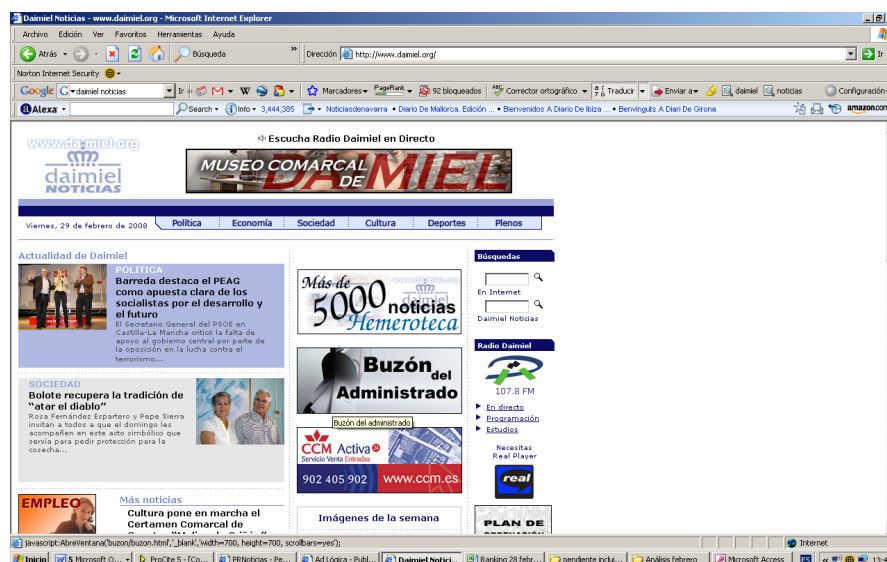 Daimiel Noticias - www.daimiel.org - Microsoft Internet Explorer
Archivo Edición Ver Favoritos Herramientas Ayuda
Atrás Búsqueda » Dirección http://www.daimiel.org/ Ir
Norton Internet Security
Google daimiel noticias Ir Marcadores PageRank 92 bloqueados Corrector ortográfico Traducir Enviar a daimiel noticias Configuración
Alexa Search Info 3,444,385 Noticiasdenavarra • Diario De Mallorca. Edición ... • Bienvenidos A Diario De Ibiza ... • Benvinguts A Diari De Girona amazon.com
www.daimiel.org
daimiel
NOTICIAS
Escucha Radio Daimiel en Directo
MUSEO COMARCAL
DE
DAIMIEL
Viernes, 29 de febrero de 2008
Política Economía Sociedad Cultura Deportes Plenos
Actualidad de Daimiel
POLITICA
Barreda destaca el PEAG
como apuesta clara de los
socialistas por el desarrollo y
el futuro
El Secretario General del PSOE en
Castilla-La Mancha criticó la falta de
apoyo al gobierno central por parte de
la oposición en la lucha contra el
terrorismo...
SOCIEDAD
Bolote recupera la tradición de
“atar el diablo”
Rosa Fernández Espartero y Pepe Sierra
invitan a todos a que el domingo les
acompañen en este acto simbólico que
servía para pedir protección para la
cosecha...
EMPLEO
Más noticias
Cultura pone en marcha el
Certamen Comarcal de
Más de
5000
noticias
Hemeroteca
www.daimiel.org
daimiel
Buzón
del
Administrado
Buzón del administrado
CCM Activa
Servicio Venta Entradas
902 405 902 www.ccm.es
Imágenes de la semana
Búsquedas
En Internet
Daimiel Noticias
Radio Daimiel
107.8 FM
En directo
Programación
Estudios
Necesitas
Real Player
real
PLAN DE
javascript:AbreVentana('buzon/buzon.html','_blank','width=700, height=700, scrollbars=yes'); Internet
Inicio 5 Microsoft O... ProCite 5 - [Co... PRNoticias - Pe... Ad Lógica - Publ... Daimiel Notici... Ranking 28 febr... pendiente inclui... Análisis febrero Microsoft Access ES «